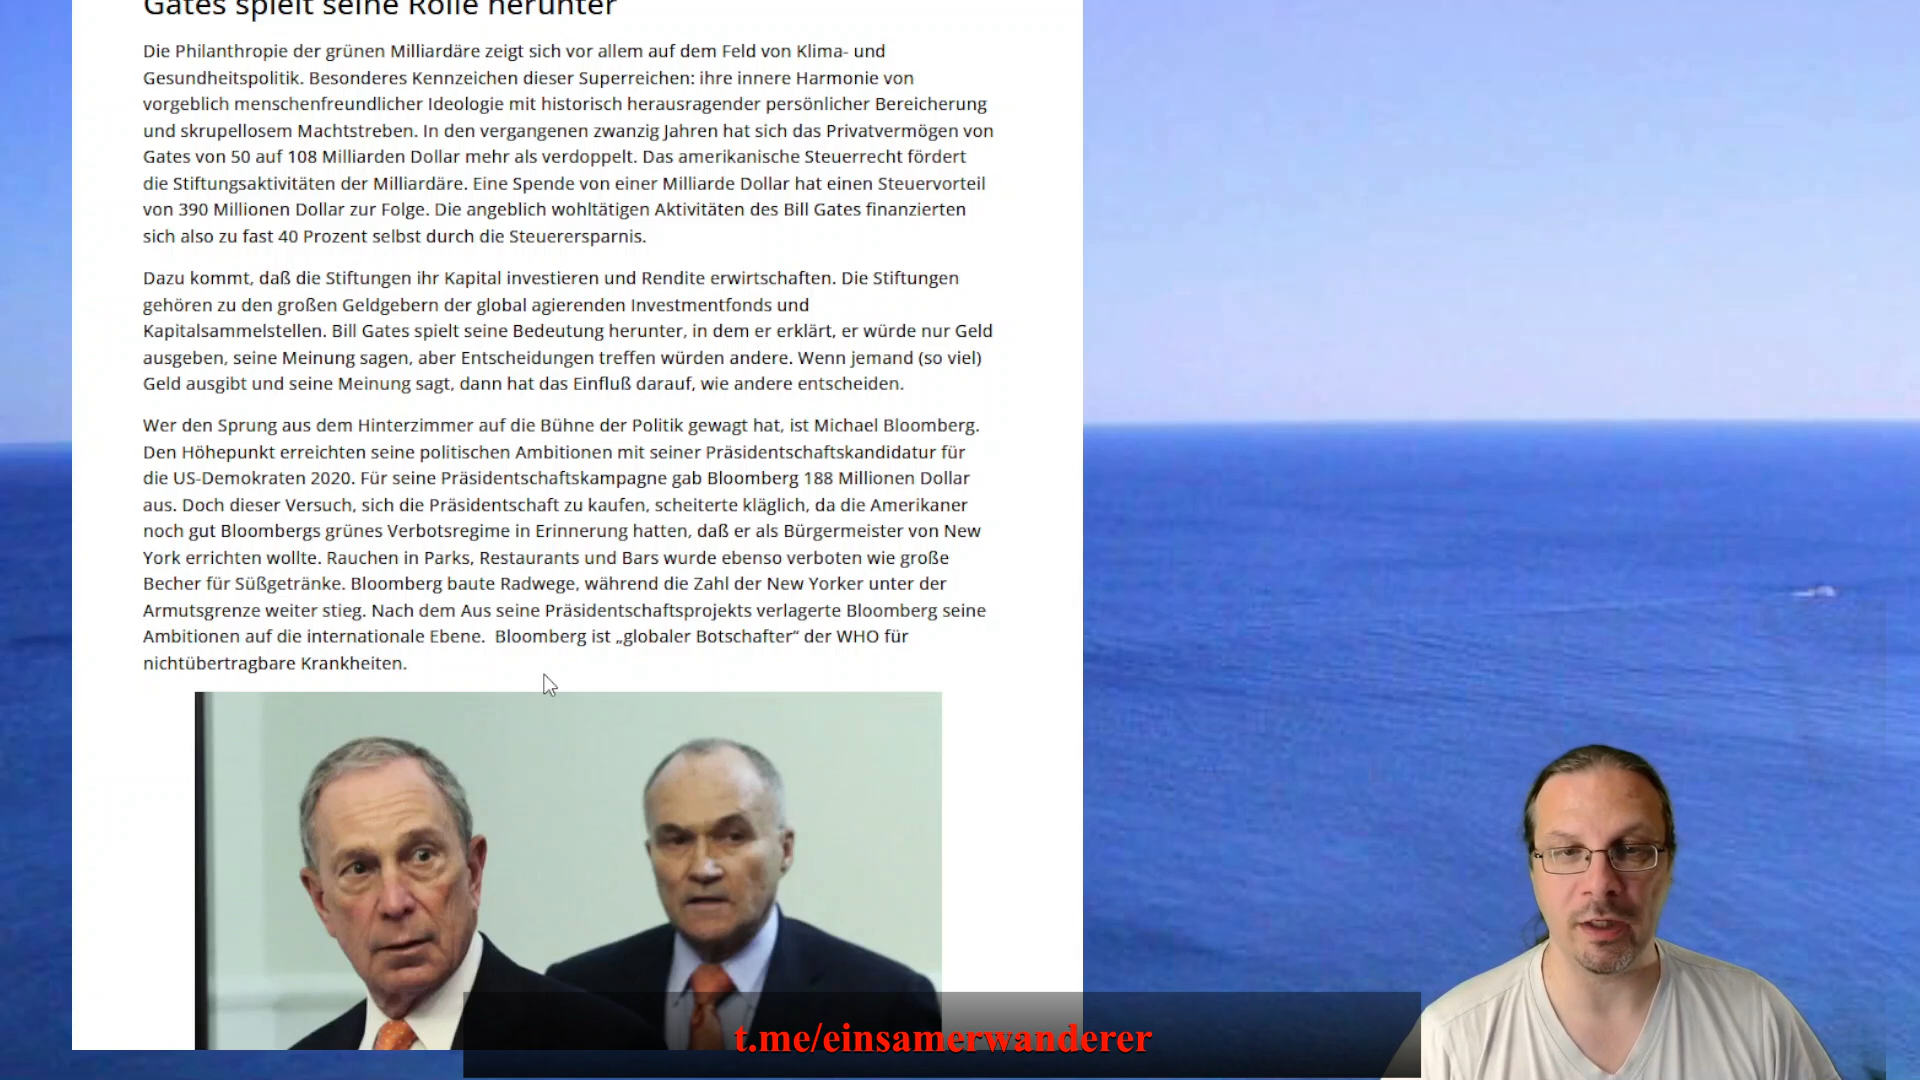 Gates spielt seine Rolle herunter
Die Philanthropie der grünen Milliardäre zeigt sich vor allem auf dem Feld von Klima- und
Gesundheitspolitik. Besonderes Kennzeichen dieser Superreichen: ihre innere Harmonie von
vorgeblich menschenfreundlicher Ideologie mit historisch herausragender persönlicher Bereicherung
und skrupellosem Machtstreben. In den vergangenen zwanzig Jahren hat sich das Privatvermögen von
Gates von 50 auf 108 Milliarden Dollar mehr als verdoppelt. Das amerikanische Steuerrecht fördert
die Stiftungsaktivitäten der Milliardäre. Eine Spende von einer Milliarde Dollar hat einen Steuervorteil
von 390 Millionen Dollar zur Folge. Die angeblich wohltätigen Aktivitäten des Bill Gates finanzierten
sich also zu fast 40 Prozent selbst durch die Steuerersparnis.
Dazu kommt, daß die Stiftungen ihr Kapital investieren und Rendite erwirtschaften. Die Stiftungen
gehören zu den großen Geldgebern der global agierenden Investmentfonds und
Kapitalsammelstellen. Bill Gates spielt seine Bedeutung herunter, in dem er erklärt, er würde nur Geld
ausgeben, seine Meinung sagen, aber Entscheidungen treffen würden andere. Wenn jemand (so viel)
Geld ausgibt und seine Meinung sagt, dann hat das Einfluß darauf, wie andere entscheiden.
Wer den Sprung aus dem Hinterzimmer auf die Bühne der Politik gewagt hat, ist Michael Bloomberg.
Den Höhepunkt erreichten seine politischen Ambitionen mit seiner Präsidentschaftskandidatur für
die US-Demokraten 2020. Für seine Präsidentschaftskampagne gab Bloomberg 188 Millionen Dollar
aus. Doch dieser Versuch, sich die Präsidentschaft zu kaufen, scheiterte kläglich, da die Amerikaner
noch gut Bloombergs grünes Verbotsregime in Erinnerung hatten, daß er als Bürgermeister von New
York errichten wollte. Rauchen in Parks, Restaurants und Bars wurde ebenso verboten wie große
Becher für Süßgetränke. Bloomberg baute Radwege, während die Zahl der New Yorker unter der
Armutsgrenze weiter stieg. Nach dem Aus seine Präsidentschaftsprojekts verlagerte Bloomberg seine
Ambitionen auf die internationale Ebene.  Bloomberg ist „globaler Botschafter“ der WHO für
nichtübertragbare Krankheiten.
t.me/einsamerwanderer